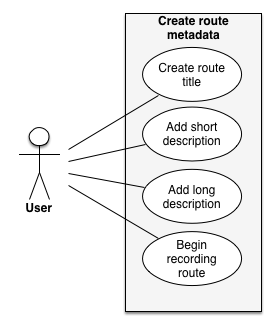 Create route
metadata
Create route
title
Add short
description
Add long
description
Begin
recording
route
User